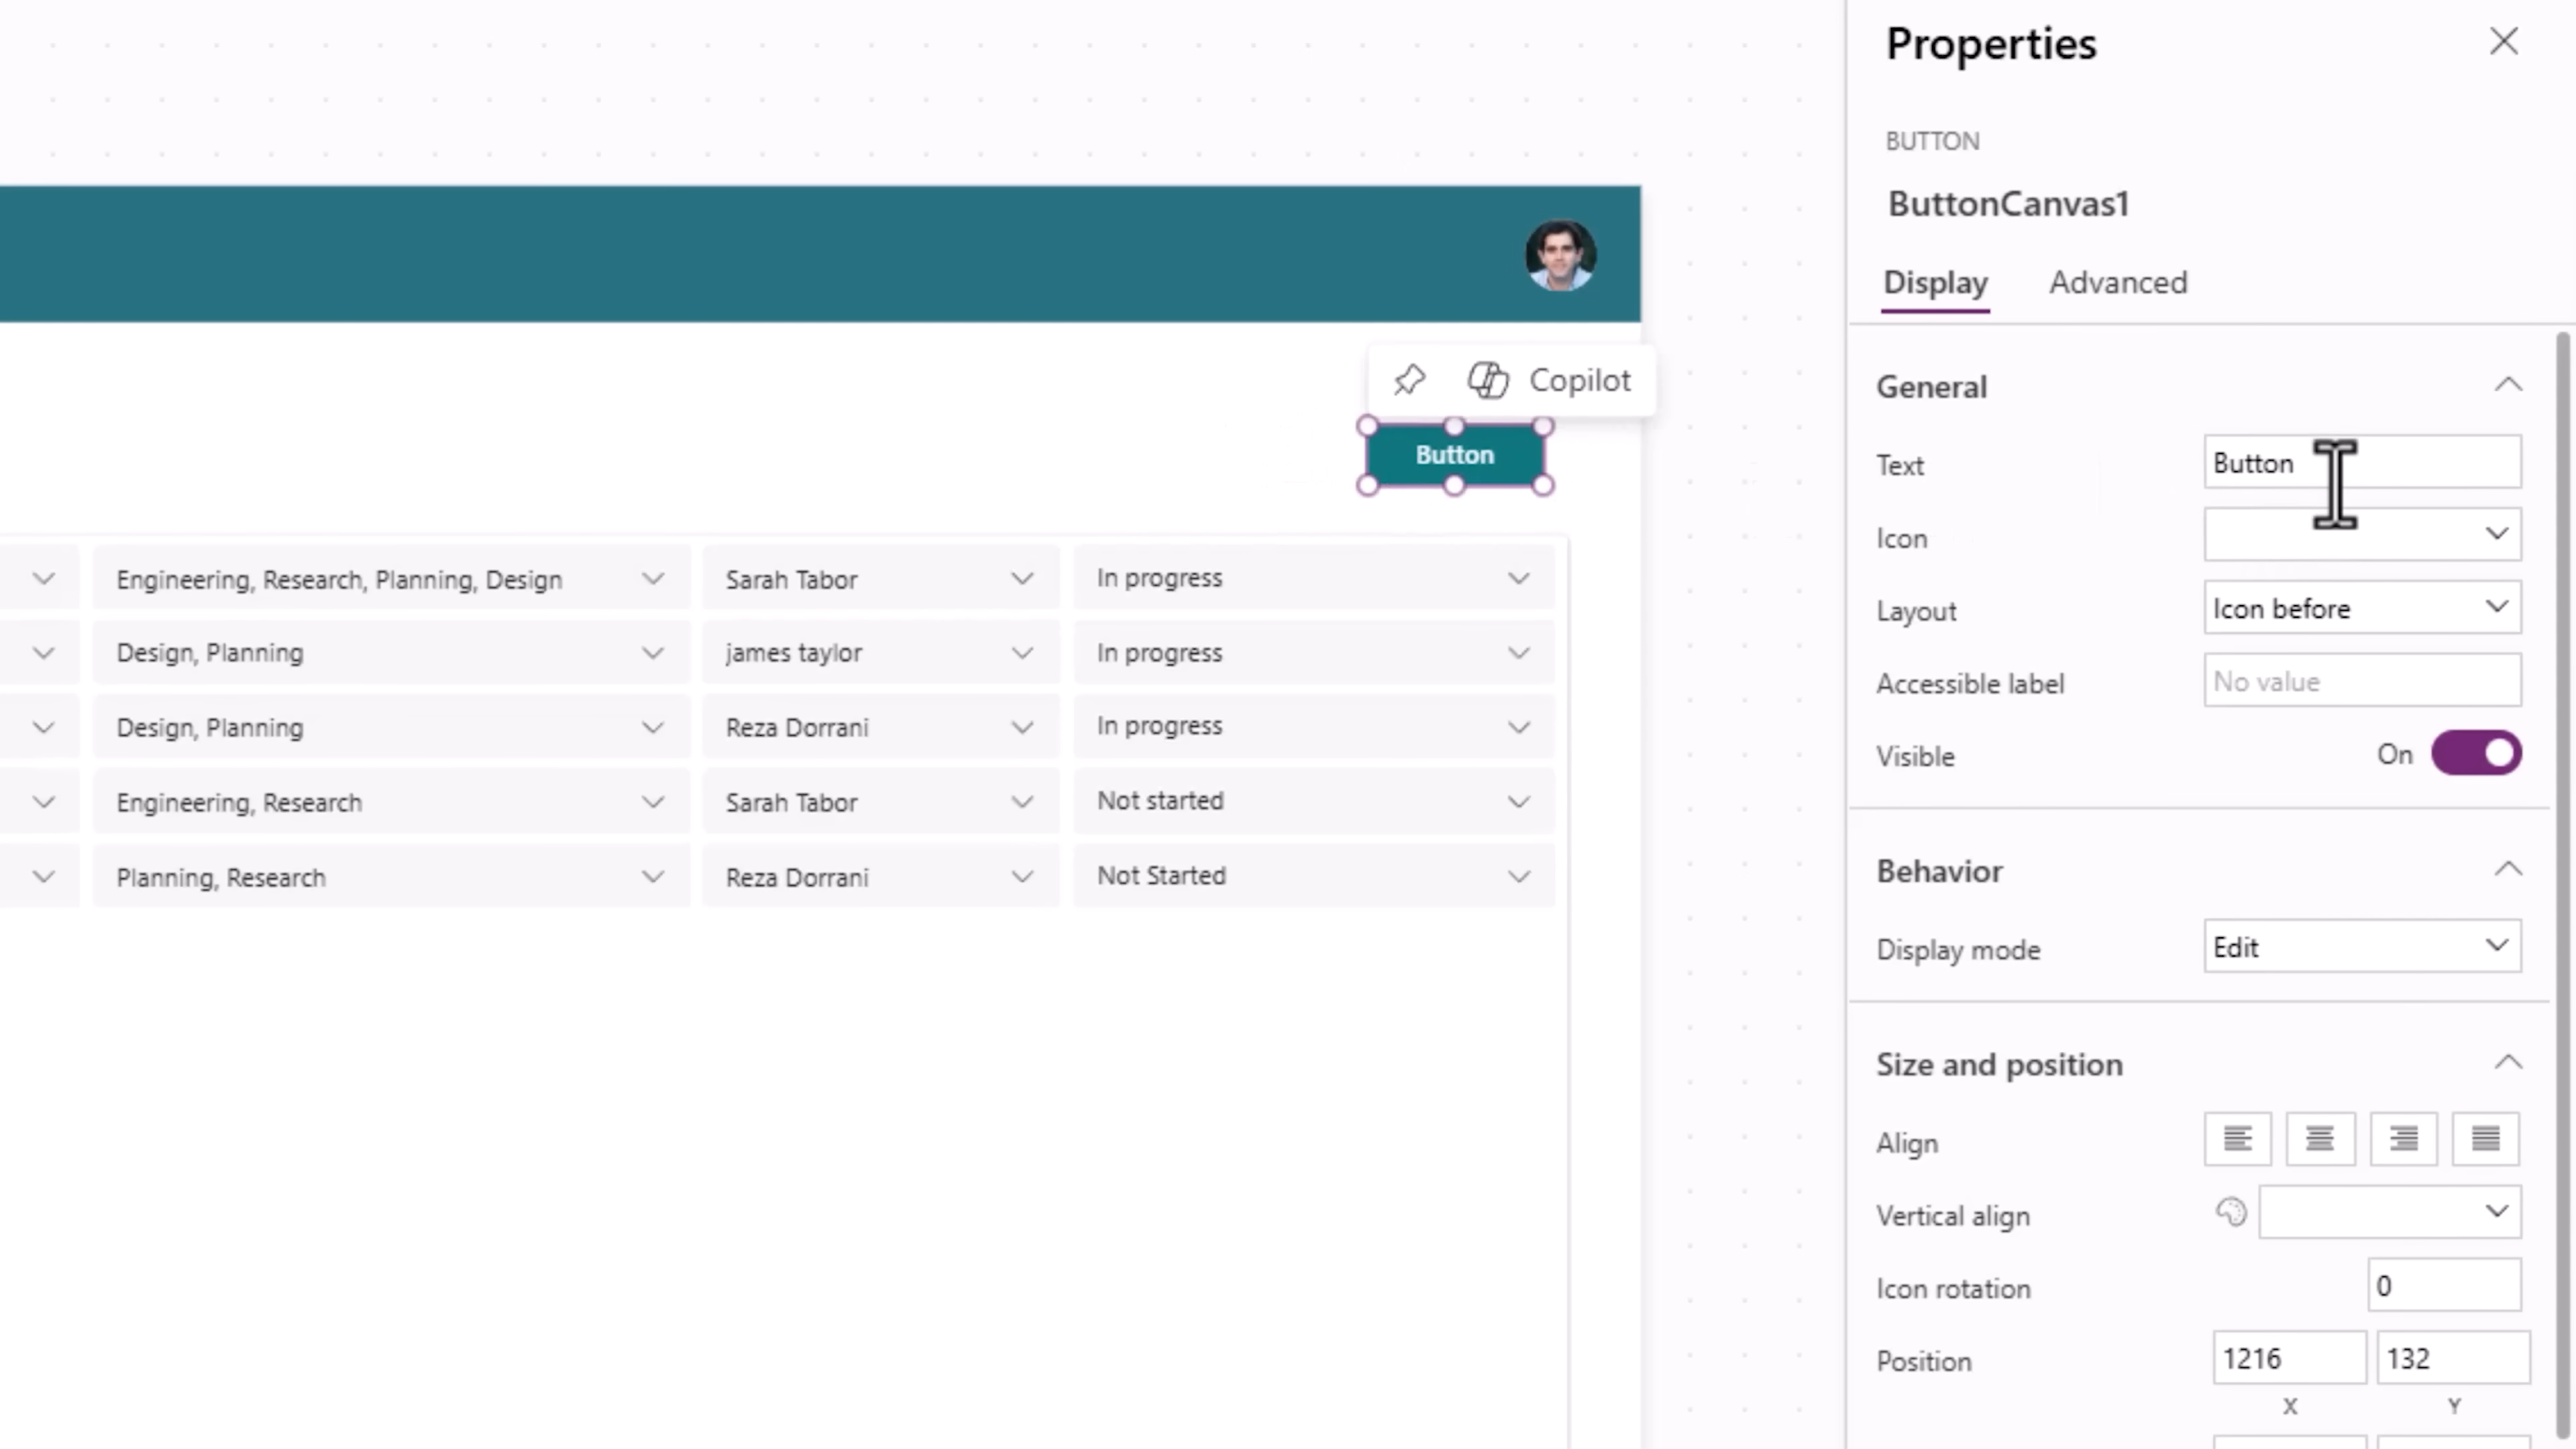 Properties
BUTTON
ButtonCanvas1
Display Advanced
General
Text Button
Icon
Layout Icon before
Accessible label No value
Visible On
Behavior
Display mode Edit
Size and position
Align
Vertical align
Icon rotation 0
Position 1216 132
X Y
Copilot
Button
Engineering, Research, Planning, Design Sarah Tabor In progress
Design, Planning james taylor In progress
Design, Planning Reza Dorrani In progress
Engineering, Research Sarah Tabor Not started
Planning, Research Reza Dorrani Not Started